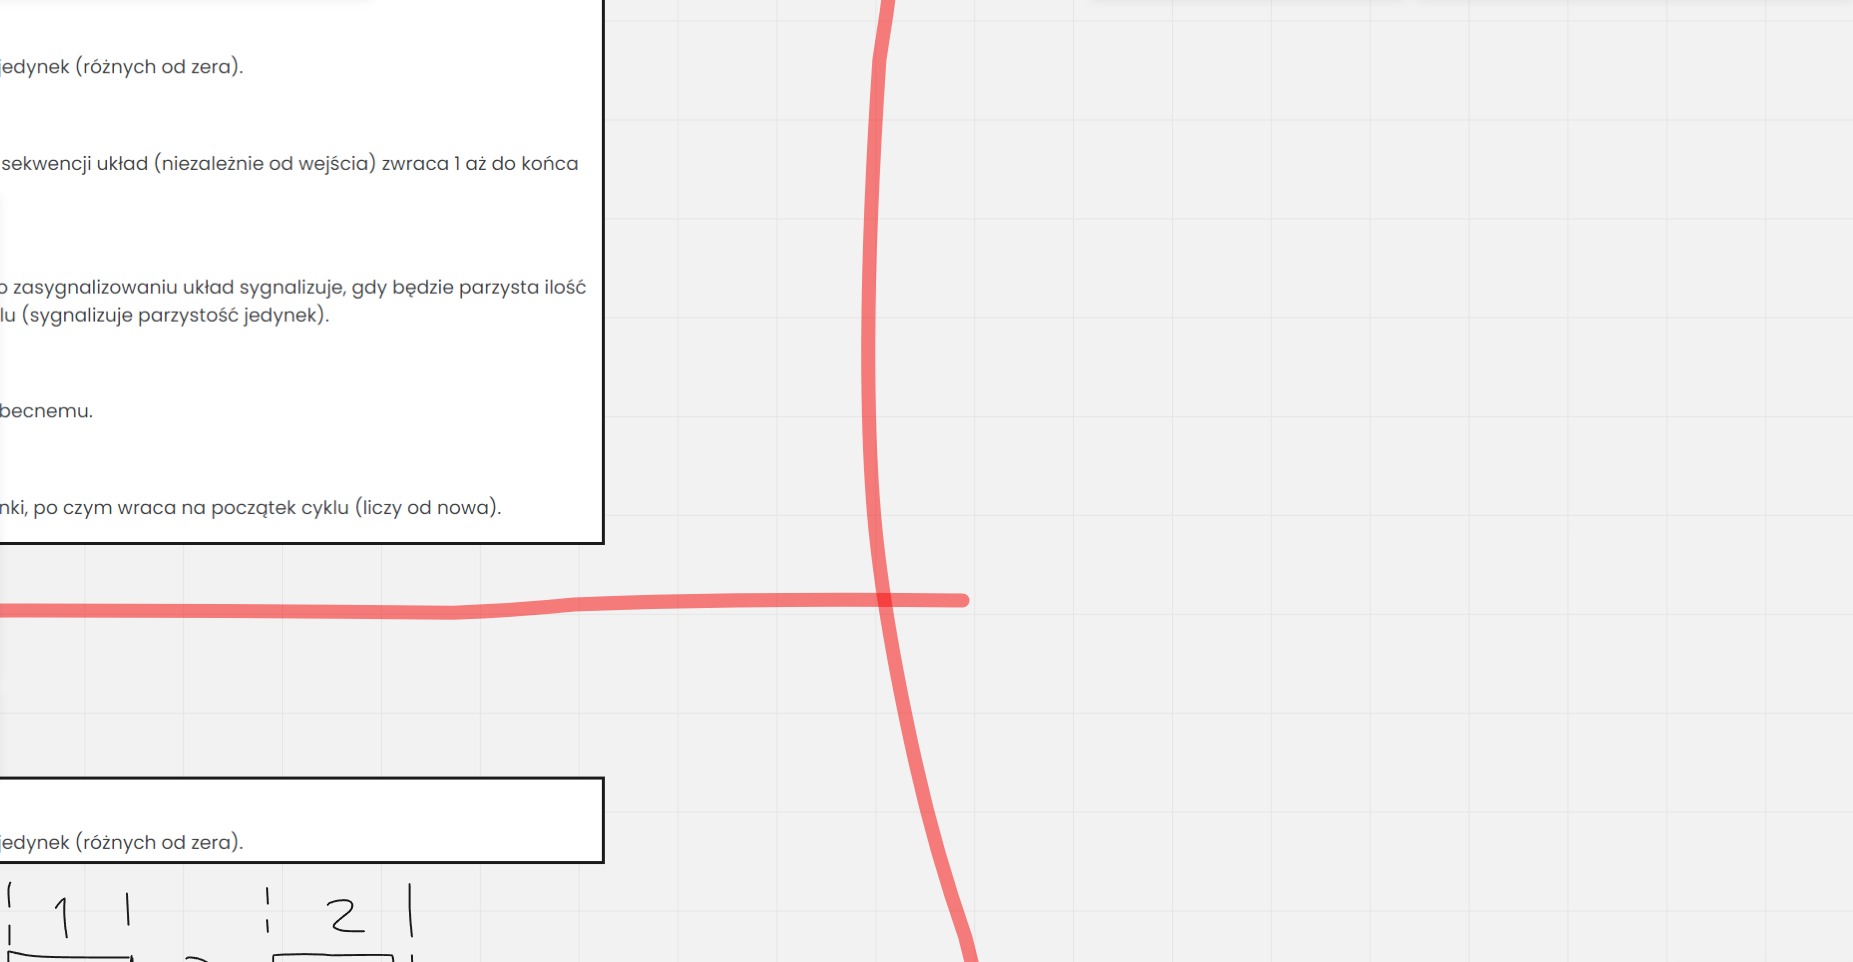 jedynek (różnych od zera).
sekwencji układ (niezależnie od wejścia) zwraca 1 aż do końca
o zasygnalizowaniu układ sygnalizuje, gdy będzie parzysta ilość
lu (sygnalizuje parzystość jedynek).
becnemu.
nki, po czym wraca na początek cyklu (liczy od nowa).
jedynek (różnych od zera).
1 2